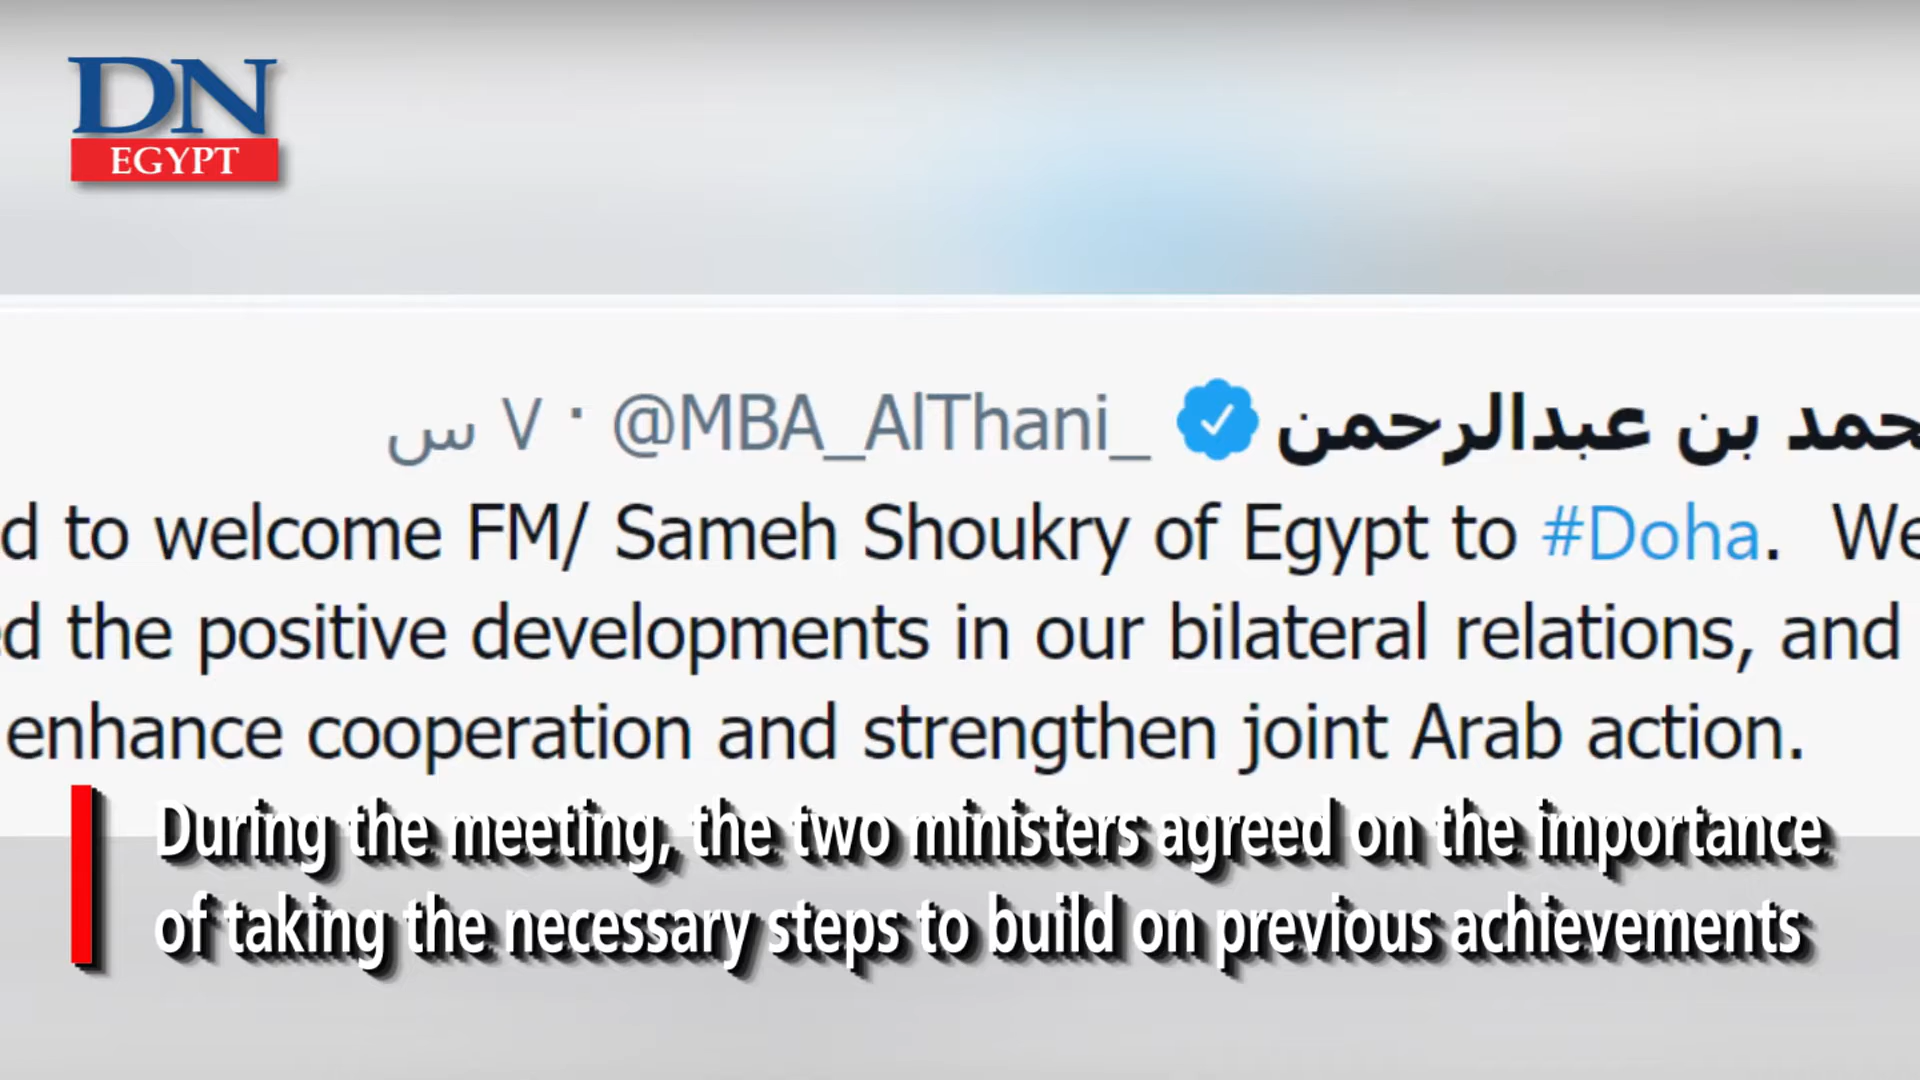 DN
EGYPT
حمد بن عبدالرحمن @MBA_AlThani_ · ٧ س
d to welcome FM/ Sameh Shoukry of Egypt to #Doha. We
ed the positive developments in our bilateral relations, and
enhance cooperation and strengthen joint Arab action.
During the meeting, the two ministers agreed on the importance
of taking the necessary steps to build on previous achievements